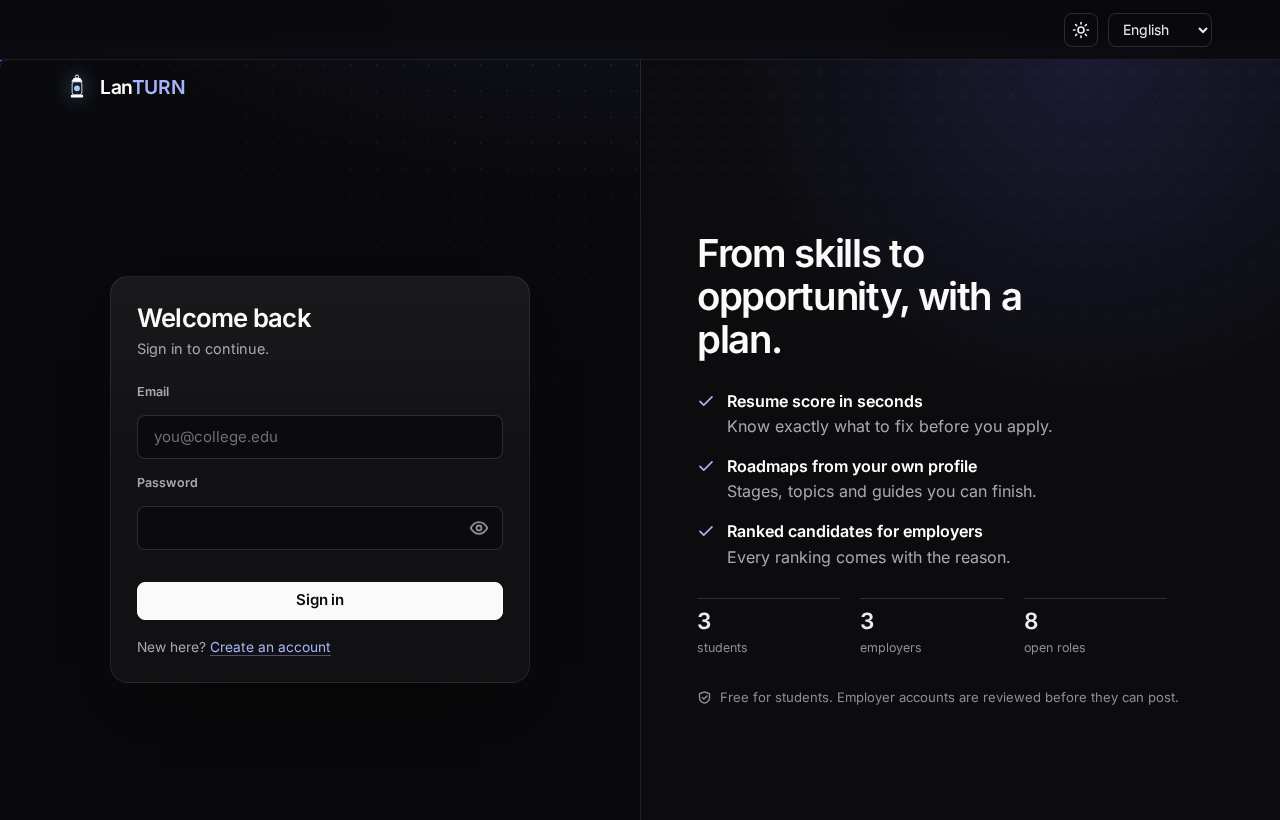 English
LanTURN
Welcome back
Sign in to continue.
Email
you@college.edu
Password
Sign in
New here? Create an account
From skills to
opportunity, with a
plan.
Resume score in seconds
Know exactly what to fix before you apply.
Roadmaps from your own profile
Stages, topics and guides you can finish.
Ranked candidates for employers
Every ranking comes with the reason.
3
students
3
employers
8
open roles
Free for students. Employer accounts are reviewed before they can post.